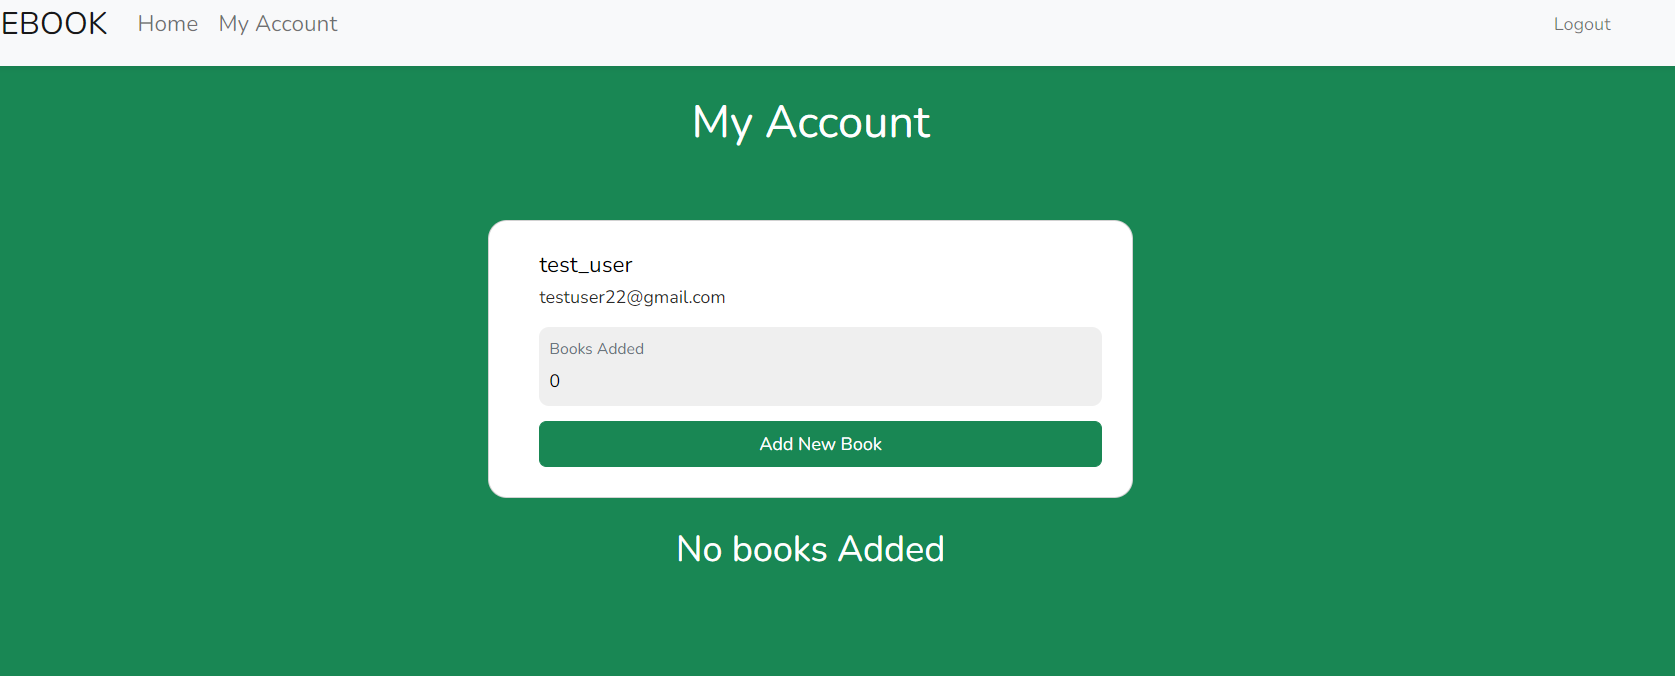 EBOOK Home My Account Logout
My Account
test_user
testuser22@gmail.com
Books Added
0
Add New Book
No books Added